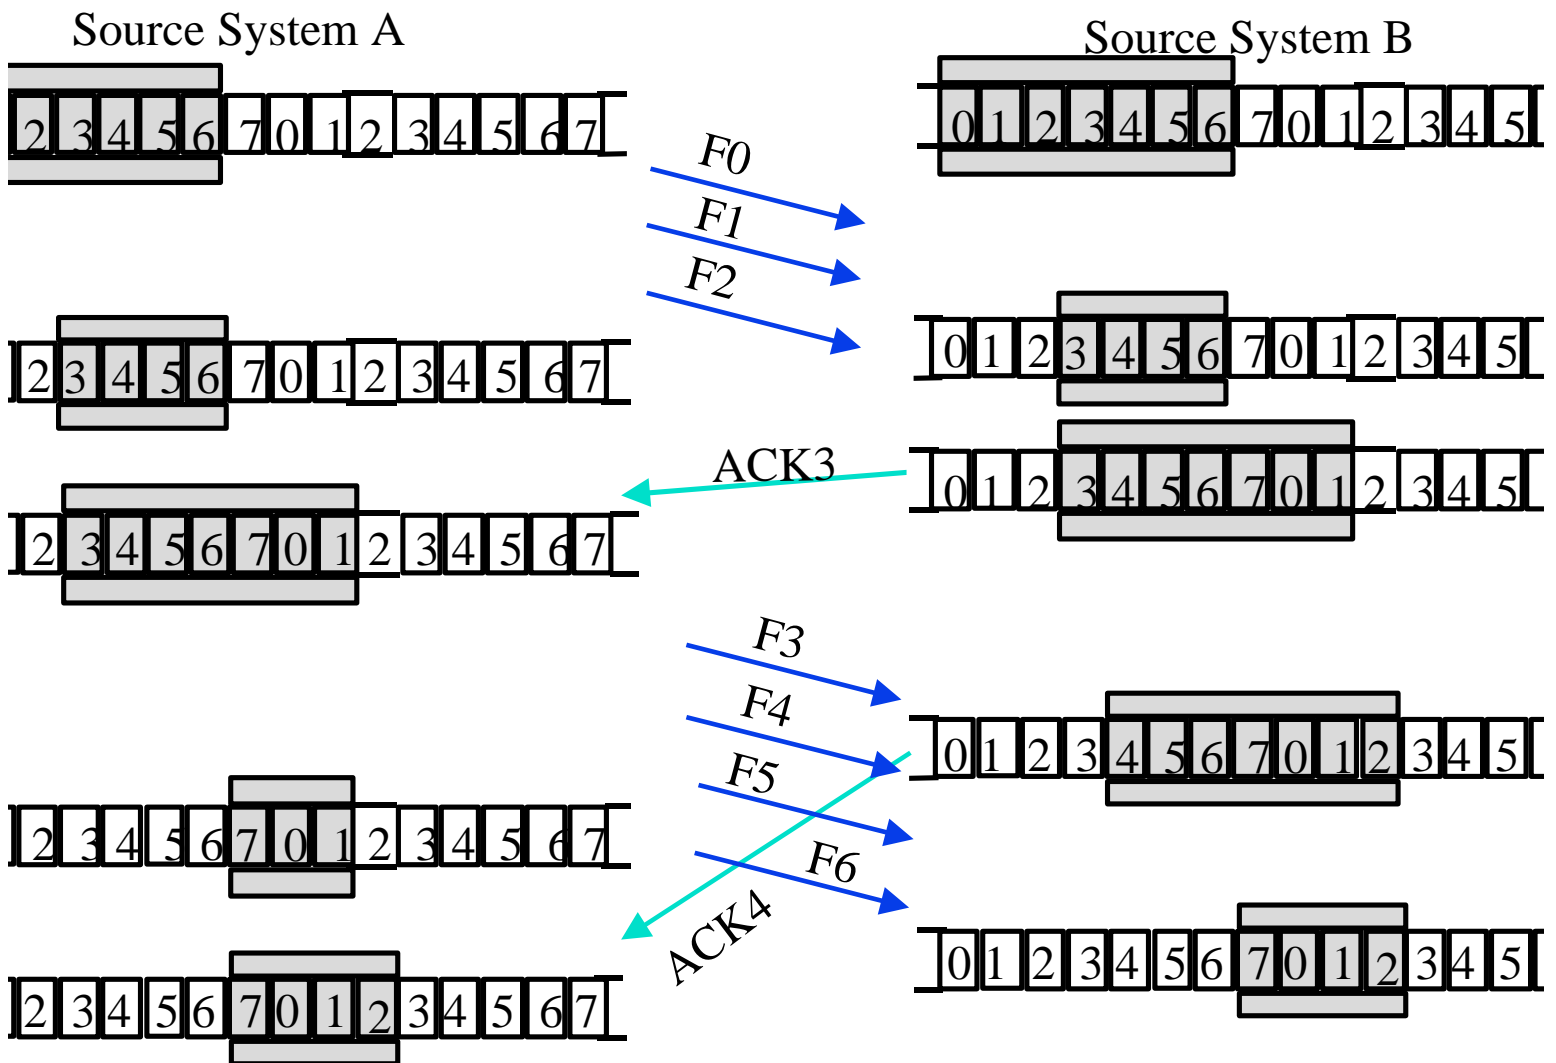 Source System A
Source System B
2 3 4 5 6 7 0 1 2 3 4 5 6 7
0 1 2 3 4 5 6 7 0 1 2 3 4 5
F0
F1
F2
2 3 4 5 6 7 0 1 2 3 4 5 6 7
0 1 2 3 4 5 6 7 0 1 2 3 4 5
ACK3
0 1 2 3 4 5 6 7 0 1 2 3 4 5
2 3 4 5 6 7 0 1 2 3 4 5 6 7
F3
F4
0 1 2 3 4 5 6 7 0 1 2 3 4 5
F5
2 3 4 5 6 7 0 1 2 3 4 5 6 7
F6
ACK4
0 1 2 3 4 5 6 7 0 1 2 3 4 5
2 3 4 5 6 7 0 1 2 3 4 5 6 7